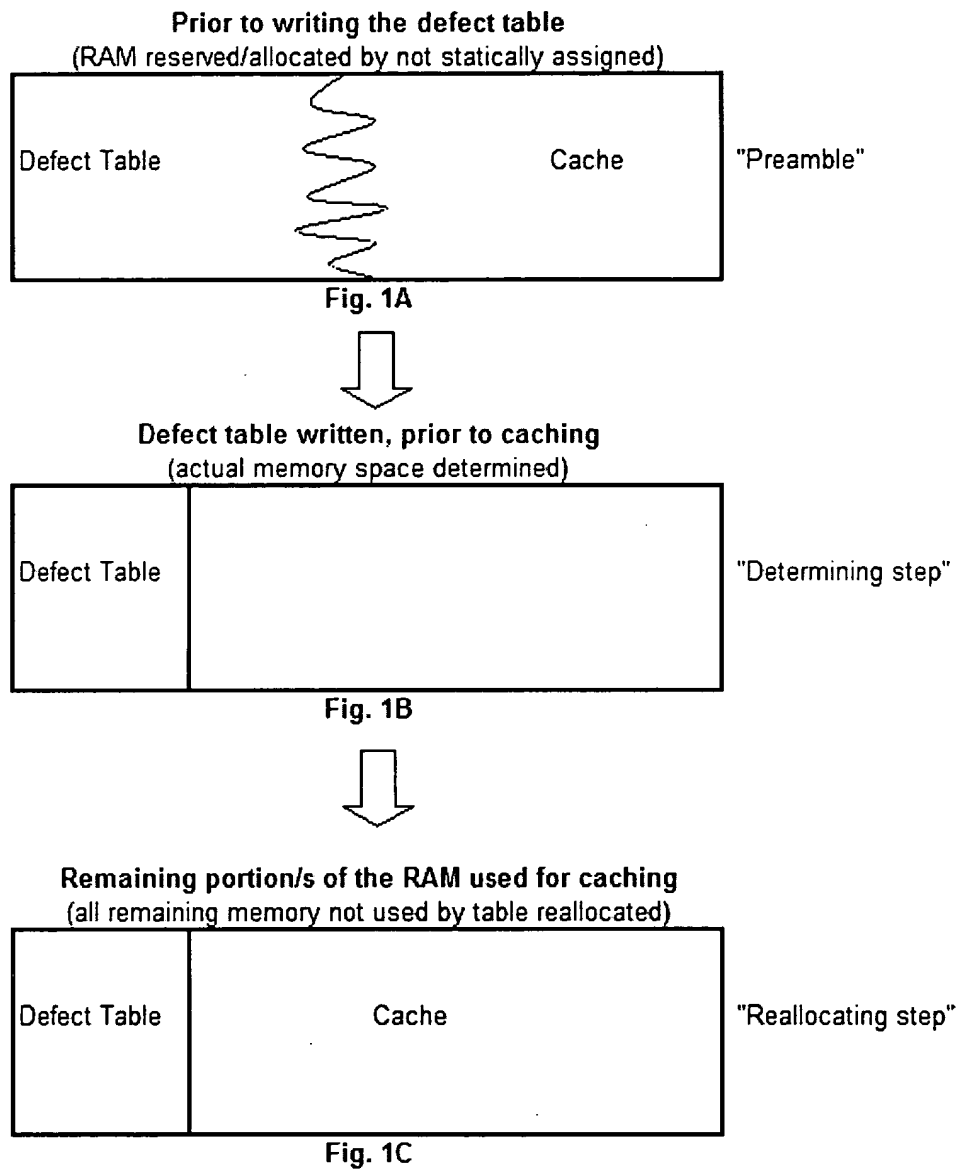 Prior to writing the defect table
(RAM reserved/allocated by not statically assigned)
Defect Table
Cache
"Preamble"
Fig. 1A
Defect table written, prior to caching
(actual memory space determined)
Defect Table
"Determining step"
Fig. 1B
Remaining portion/s of the RAM used for caching
(all remaining memory not used by table reallocated)
Defect Table
Cache
"Reallocating step"
Fig. 1C